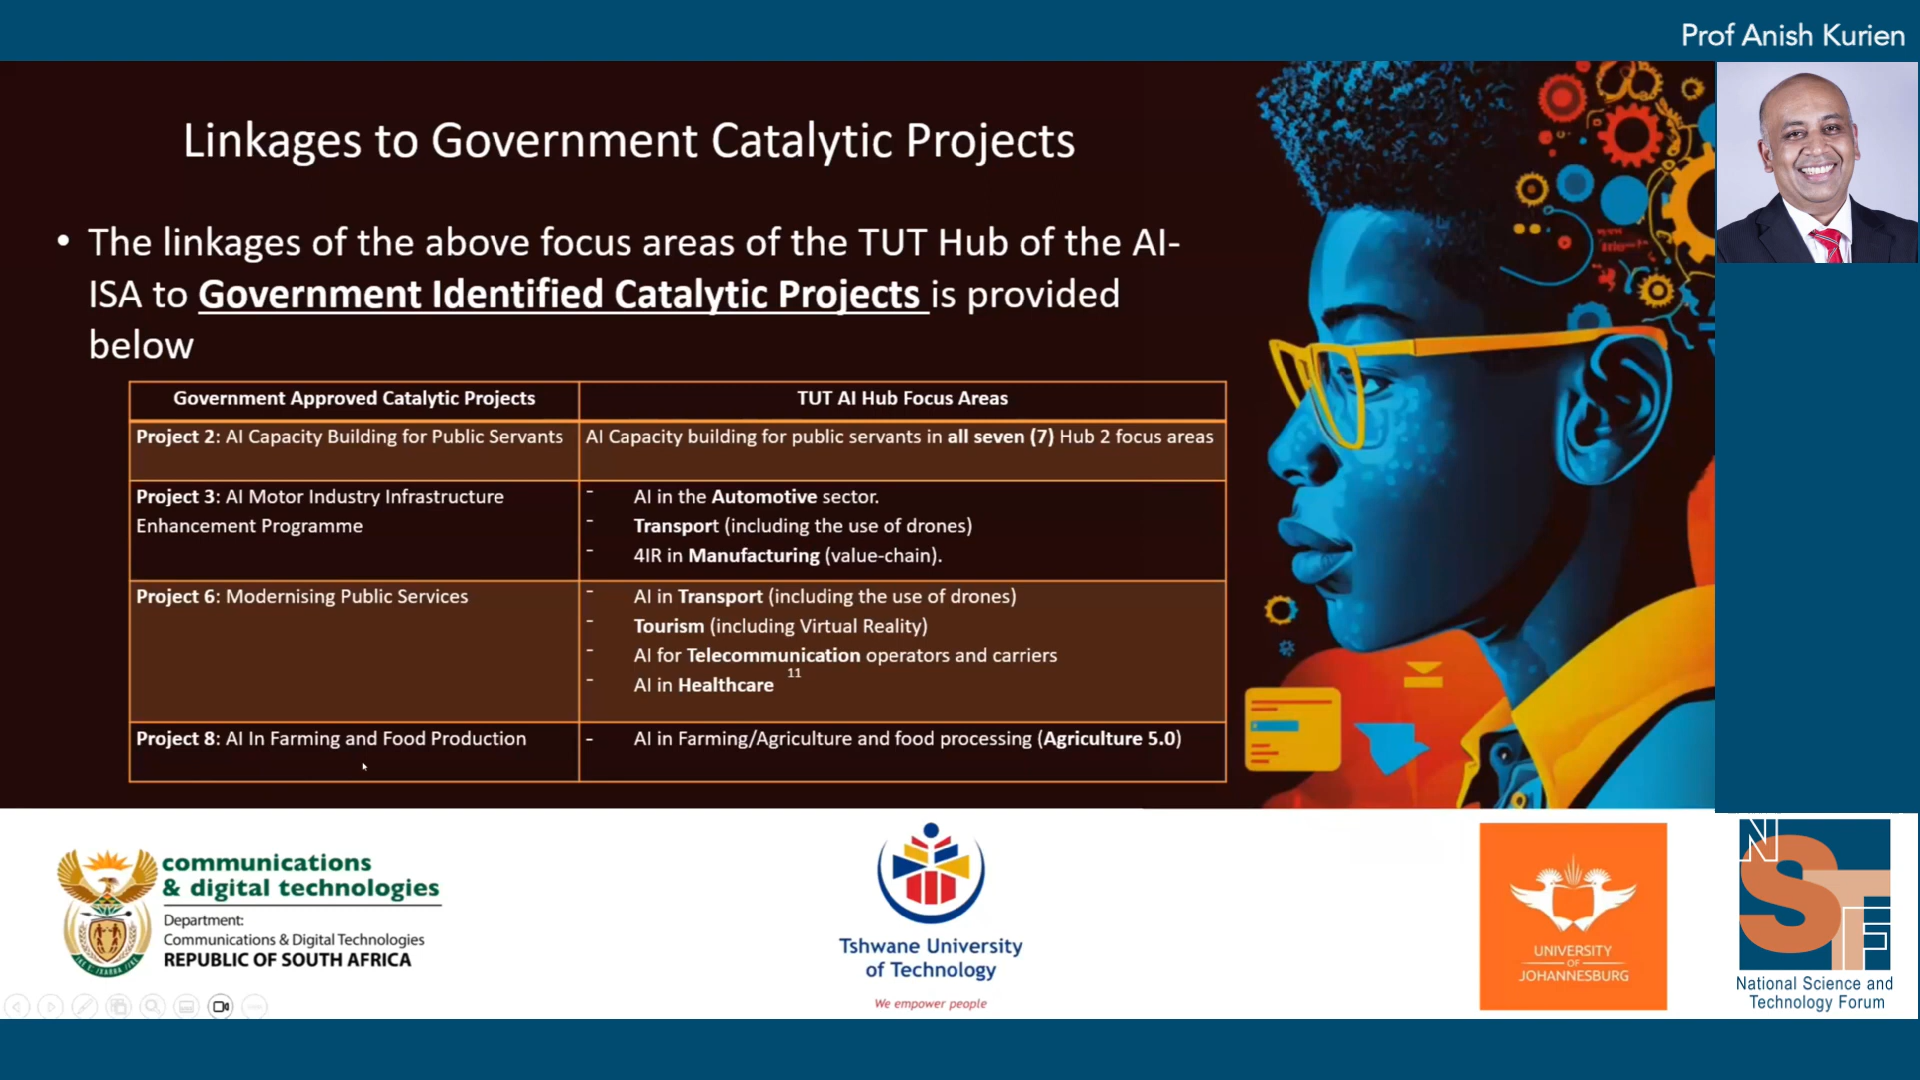 Prof Anish Kurien
Linkages to Government Catalytic Projects
• The linkages of the above focus areas of the TUT Hub of the AI-
ISA to Government Identified Catalytic Projects is provided
below
Government Approved Catalytic Projects
TUT AI Hub Focus Areas
Project 2: AI Capacity Building for Public Servants
AI Capacity building for public servants in all seven (7) Hub 2 focus areas
Project 3: AI Motor Industry Infrastructure
Enhancement Programme
- AI in the Automotive sector.
- Transport (including the use of drones)
- 4IR in Manufacturing (value-chain).
Project 6: Modernising Public Services
- AI in Transport (including the use of drones)
- Tourism (including Virtual Reality)
- AI for Telecommunication operators and carriers
- AI in Healthcare
11
Project 8: AI In Farming and Food Production
- AI in Farming/Agriculture and food processing (Agriculture 5.0)
communications
& digital technologies
Department:
Communications & Digital Technologies
REPUBLIC OF SOUTH AFRICA
Tshwane University
of Technology
We empower people
UNIVERSITY
OF
JOHANNESBURG
NSTF
National Science and
Technology Forum